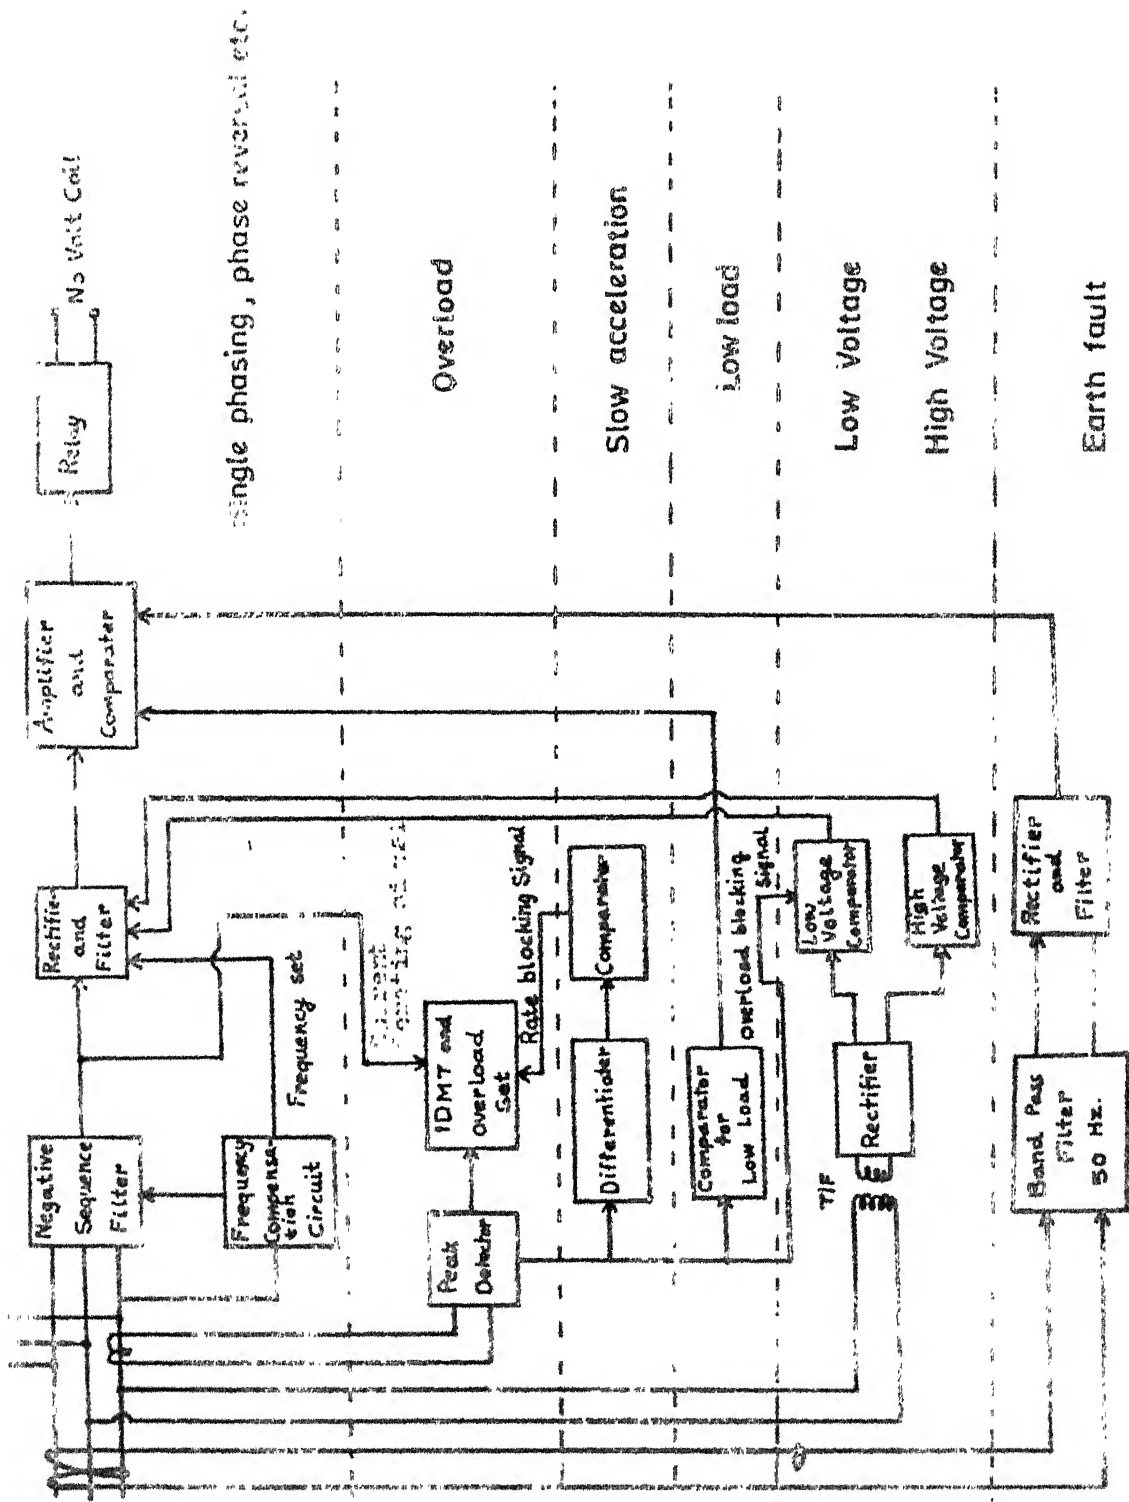 Negative
Sequence
Filter
Rectifier
and
Filter
Amplifier
and
Comparater
Relay
No Volt Coil
Frequency
Compensa-
tion
Circuit
Frequency set
Single phasing, phase reversal etc.
Peak
Detector
IDMT and
overload
Set
Overload
Rate blocking Signal
Differentiater
Comparater
Slow acceleration
Comparator
for
Low Load
Low load
Overload blocking
signal
T/F
Rectifier
Low
Voltage
Comparator
High
Voltage
Comparator
Low Voltage
High Voltage
Band Pass
Filter
50 Hz.
Rectifier
and
Filter
Earth fault